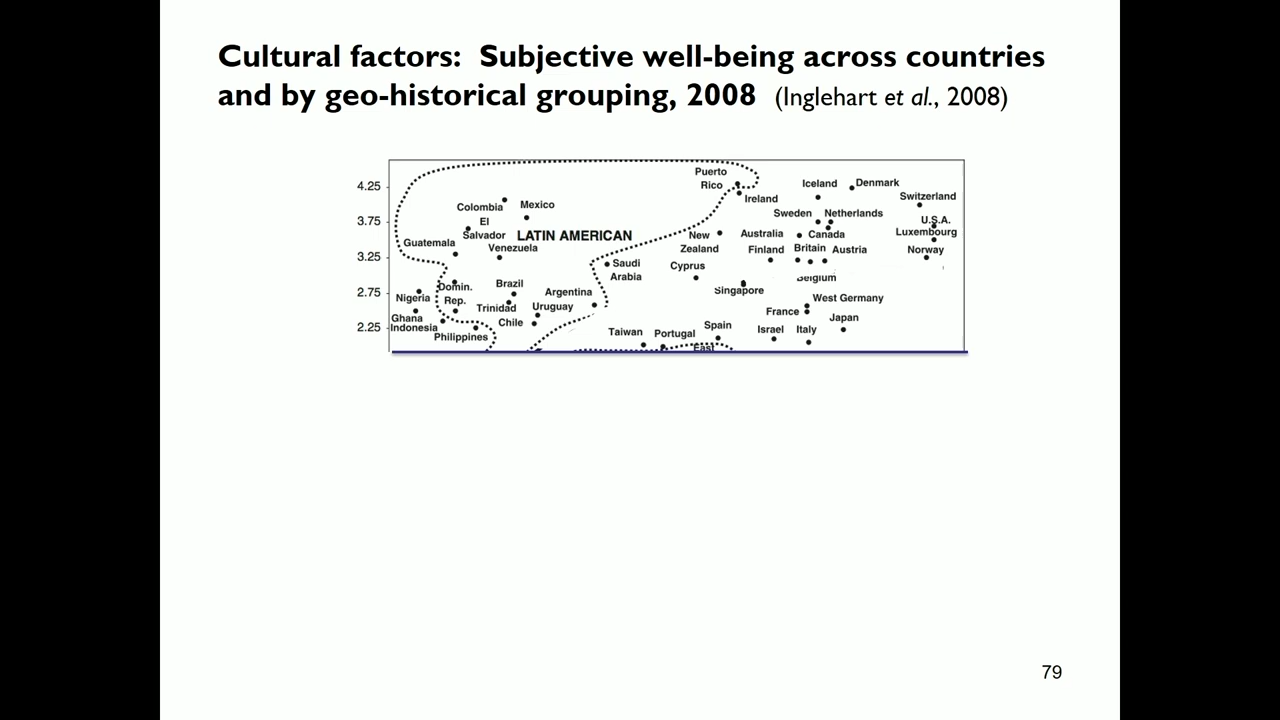 Cultural factors: Subjective well-being across countries
and by geo-historical grouping, 2008 (Inglehart et al., 2008)
4.25
3.75
3.25
2.75
2.25
Puerto
Rico
Ireland
Iceland
Denmark
Switzerland
Colombia
Mexico
El
Salvador
Sweden
Netherlands
U.S.A.
Luxembourg
LATIN AMERICAN
Guatemala
Venezuela
New
Zealand
Australia
Canada
Finland
Britain
Austria
Norway
Saudi
Arabia
Cyprus
Belgium
Singapore
Domin.
Rep.
Nigeria
Brazil
Trinidad
Argentina
Uruguay
West Germany
France
Japan
Ghana
Indonesia
Philippines
Chile
Taiwan
Portugal
Spain
Israel
Italy
East
79